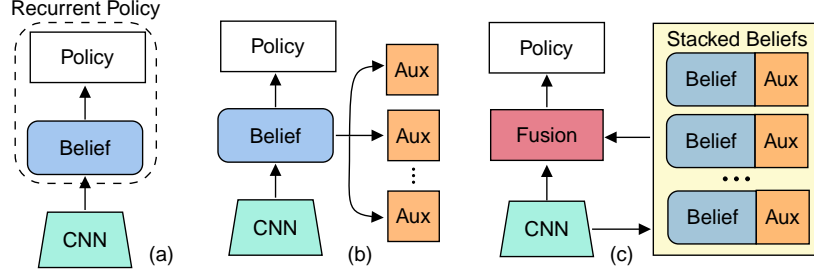 Recurrent Policy
Policy
Belief
CNN
(a)
Policy
Belief
CNN
Aux
Aux
Aux
(b)
Policy
Fusion
CNN
(c)
Stacked Beliefs
Belief Aux
Belief Aux
Belief Aux